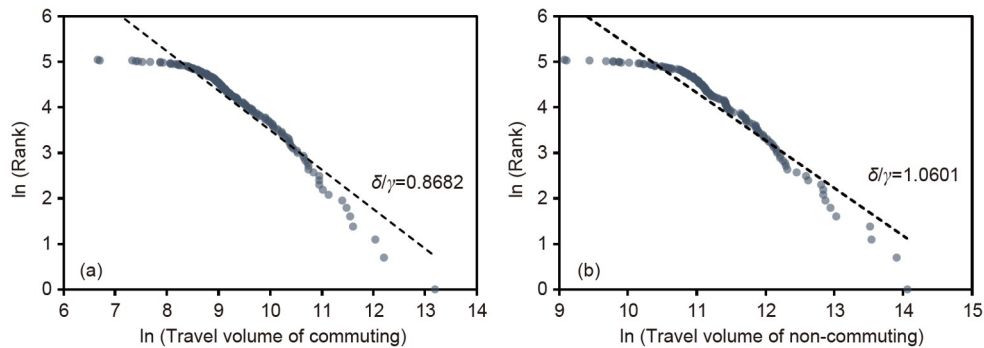 6
5
4
3
2
1
0
ln (Rank)
δ/γ=0.8682
(a)
6 7 8 9 10 11 12 13 14
ln (Travel volume of commuting)
6
5
4
3
2
1
0
ln (Rank)
δ/γ=1.0601
(b)
9 10 11 12 13 14 15
ln (Travel volume of non-commuting)